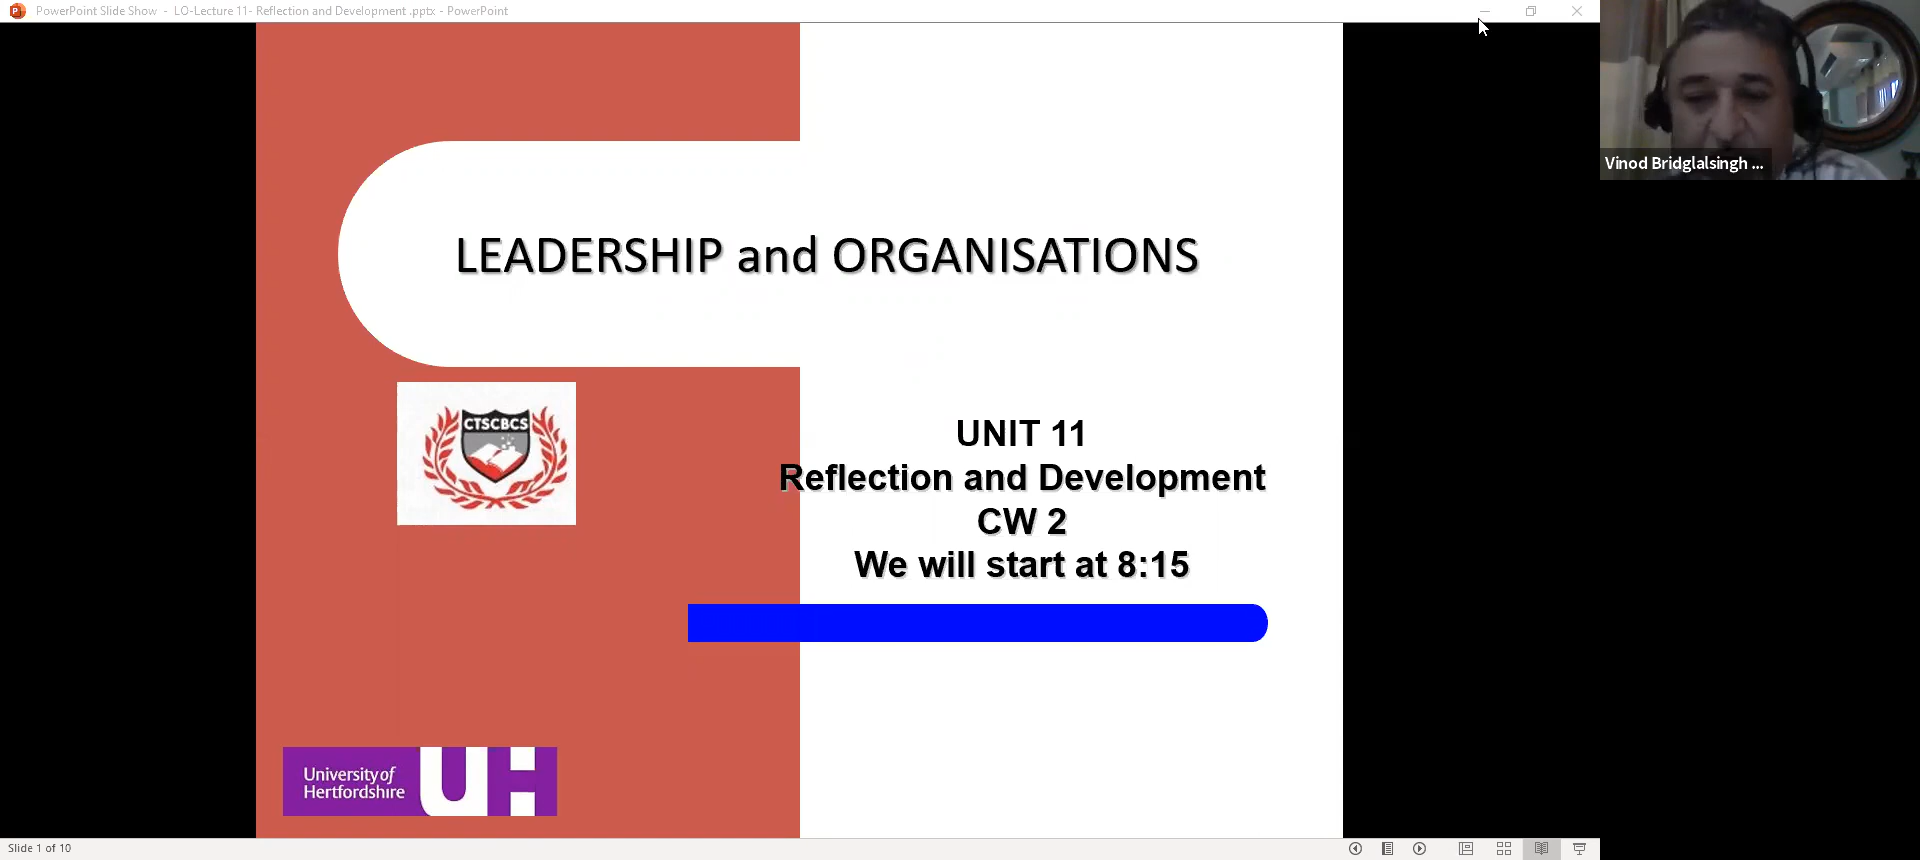 PowerPoint Slide Show - LO-Lecture 11- Reflection and Development .pptx - PowerPoint
Vinod Bridglalsingh ...
LEADERSHIP and ORGANISATIONS
CTSCBCS
UNIT 11
Reflection and Development
CW 2
We will start at 8:15
University of
Hertfordshire
UH
Slide 1 of 10